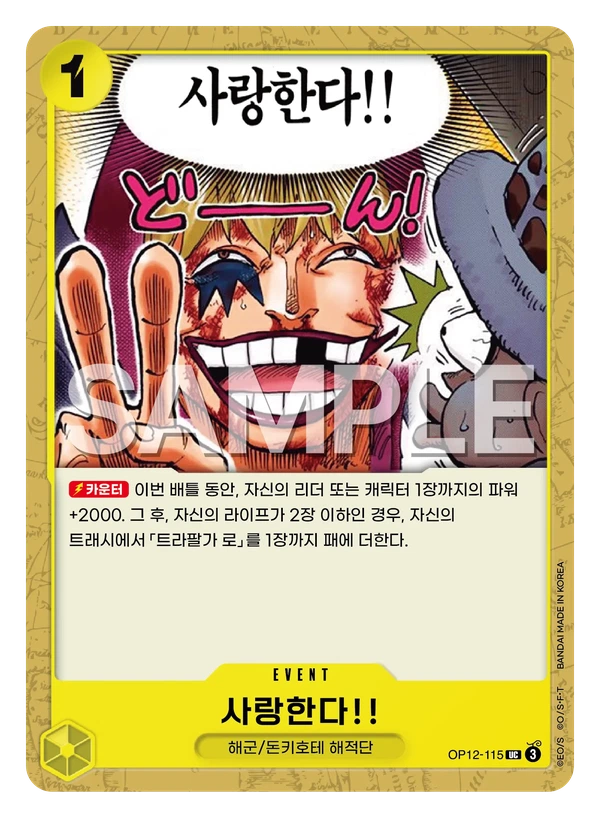 1
사랑한다!!
どーん!
SAMPLE
카운터 이번 배틀 동안, 자신의 리더 또는 캐릭터 1장까지의 파워
+2000. 그 후, 자신의 라이프가 2장 이하인 경우, 자신의
트래시에서 「트라팔가 로」를 1장까지 패에 더한다.
EVENT
사랑한다!!
해군/돈키호테 해적단
OP12-115 UC 3
©E.O/S. ©O/S·F·T BANDAI MADE IN KOREA